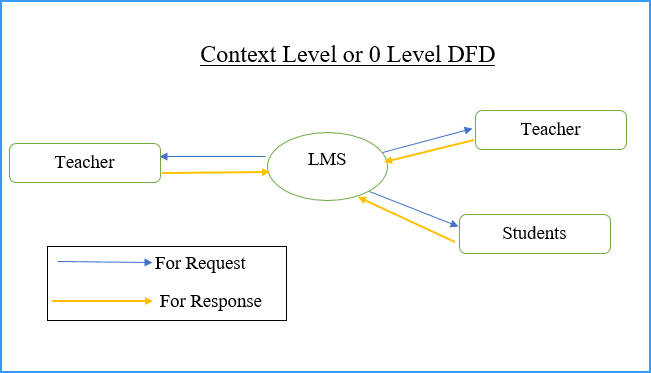 Context Level or 0 Level DFD
Teacher
LMS
Teacher
Students
For Request
For Response